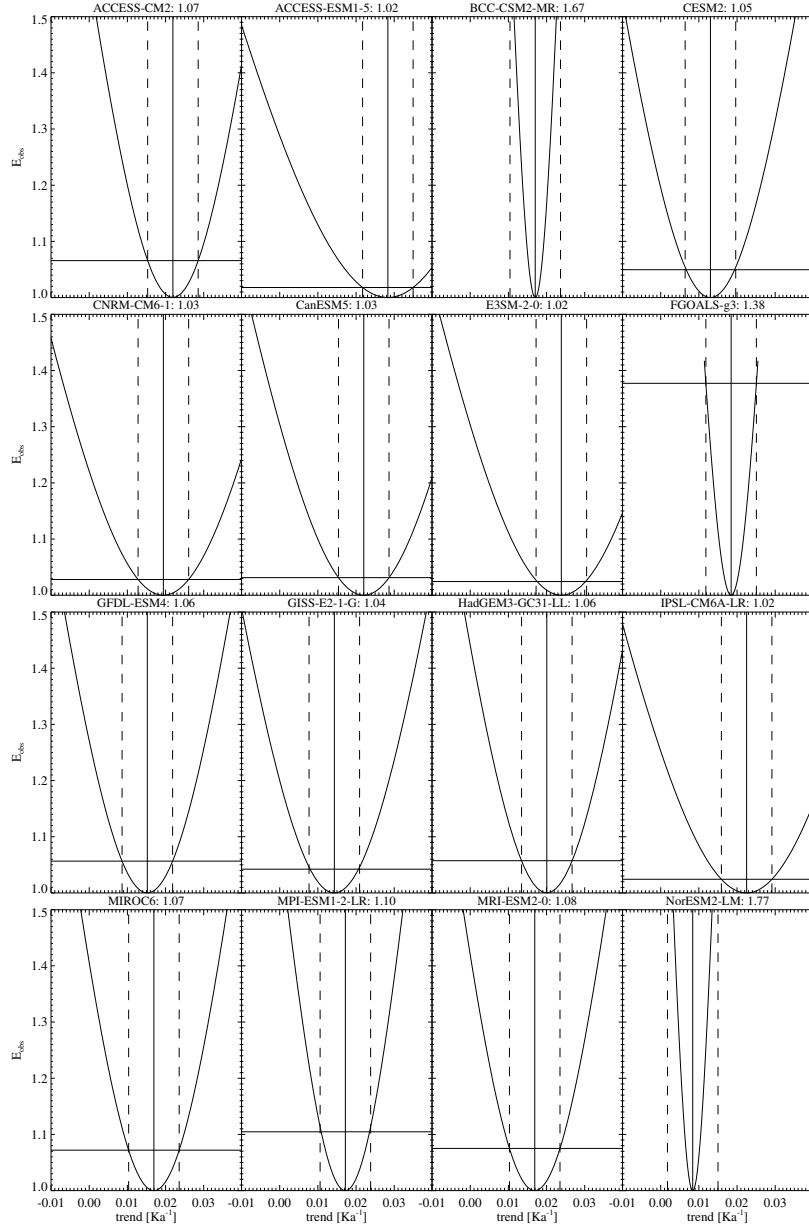 ACCESS-CM2: 1.07
ACCESS-ESM1-5: 1.02
BCC-CSM2-MR: 1.67
CESM2: 1.05
1.5
1.4
1.3
1.2
1.1
1.0
E_obs
CNRM-CM6-1: 1.03
CanESM5: 1.03
E3SM-2-0: 1.02
FGOALS-g3: 1.38
1.5
1.4
1.3
1.2
1.1
1.0
E_obs
GFDL-ESM4: 1.06
GISS-E2-1-G: 1.04
HadGEM3-GC31-LL: 1.06
IPSL-CM6A-LR: 1.02
1.5
1.4
1.3
1.2
1.1
1.0
E_obs
MIROC6: 1.07
MPI-ESM1-2-LR: 1.10
MRI-ESM2-0: 1.08
NorESM2-LM: 1.77
1.5
1.4
1.3
1.2
1.1
1.0
E_obs
-0.01 0.00 0.01 0.02 0.03 -0.01 0.00 0.01 0.02 0.03 -0.01 0.00 0.01 0.02 0.03 -0.01 0.00 0.01 0.02 0.03 0.04
trend [Ka⁻¹] trend [Ka⁻¹] trend [Ka⁻¹] trend [Ka⁻¹]